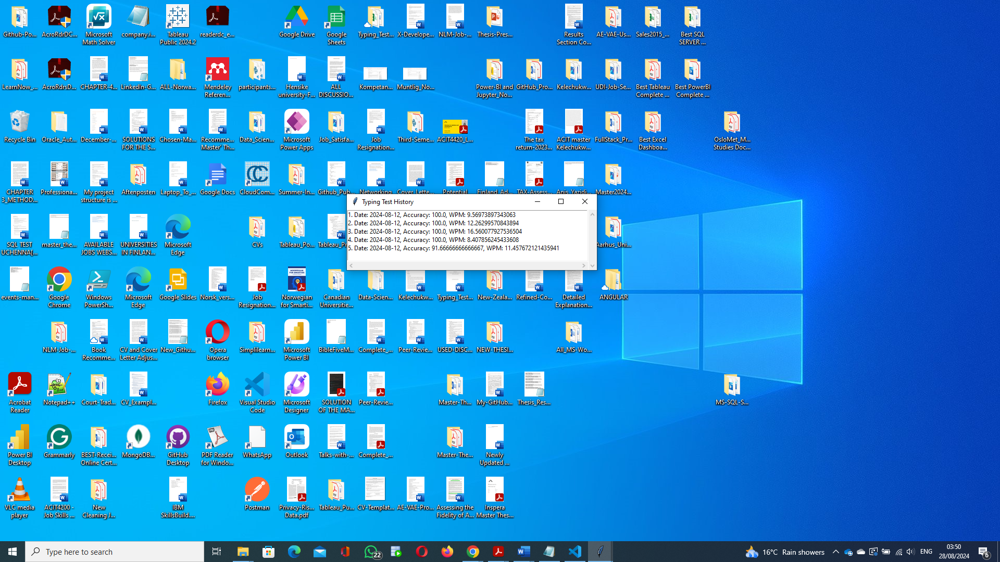 Github-Po...
AcroRdrDC...
Microsoft
Math Solver
company.i...
Tableau
Public 2024.2
readerdc_e...
Google Drive
Google
Sheets
Typing_Test...
X-Develope...
NLM-Job-...
Thesis-Pres...
Results
Section Co...
AE-VAE-Us...
Sales2015_...
Best SQL
SERVER ...
LearnNow_...
AcroRdrsD...
CHAPTER-4...
LinkedIn-G...
ALL-Norwa...
Mendeley
Referen...
participants...
Hensike
university-F...
ALL
DISCUSSIO...
Kompetan...
Muntlig_No...
Power-BI and
Jupyter_No...
GitHub_Pro...
Kelechukw...
UDI-Job-Se...
Best Tableau
Complete ...
Best PowerBI
Complete ...
Recycle Bin
Oracle_Aut...
December-...
SOLUTIONS
FOR THE S...
Chosen-Ma...
Recomme...
Master' Th...
Data_Scien...
Microsoft
Power Apps
Job_Satisfa...
Job
Resignation...
Third-Seme...
ACIT4420_L...
The tax
return-2023...
ACIT master
Kelechukw...
FullStack_Pr...
Best Excel
Dashboa...
OsloMet_M...
Studies Doc...
CHAPTER
3_METHOD...
Professiona...
My project
structure is ...
Aftenposten
Laptop_To_...
Google Docs
CloudCom...
Summer-In...
Github_Pub...
Networking
Cover_Lette...
Potential
Finland_Ad...
TAX-Assess...
Anis_Yazidi...
Master2024...
Typing Test History
1. Date: 2024-08-12, Accuracy: 100.0, WPM: 9.56973897343063
2. Date: 2024-08-12, Accuracy: 100.0, WPM: 12.26299570843894
3. Date: 2024-08-12, Accuracy: 100.0, WPM: 16.560077927536504
4. Date: 2024-08-12, Accuracy: 100.0, WPM: 8.407856245433608
5. Date: 2024-08-12, Accuracy: 91.66666666666667, WPM: 11.457672121435941
SQL TEST
UCHENNA[...
master_the...
AVAILABLE
JOBS WEBS...
UNIVERSITIES
IN FINLAN...
Microsoft
Edge
CVs
Tableau_Po...
Tableau_Pr
Aarhus_Uni...
events-man...
Google
Chrome
Windows
PowerSh...
Microsoft
Edge
Google Slides
Norsk_vers...
Job
Resignation...
Norwegian
for Smarti...
Canadian
Universitie...
Data-Scien...
Kelechukw...
Typing_Test...
New-Zeala...
Refined-Co...
Detailed
Explanation...
ANGULAR
NLM-Job-...
Book
Recomme...
CV and Cover
Letter Adjus...
New_Githu...
Opera
browser
Simplilearn...
Microsoft
Power BI
BibleFiveM...
Complete_...
Peer-Revie...
USED-DISC...
NEW-THESI...
All_MS-Wo...
Acrobat
Reader
Notepad++
Court-Trad...
CV_Exampl...
Firefox
Visual Studio
Code
Microsoft
Designer
SOLUTION
OF THE MA...
Peer-Revie...
Master-Th...
My-GitHub...
Thesis_Res...
MS-SQL-S...
Power BI
Desktop
Grammarly
BEST-Recei...
Online Cert...
MongoDB...
GitHub
Desktop
PDF Reader
for Windo...
WhatsApp
Outlook
Talks-with-...
Complete_...
Master-The...
Newly
Updated ...
VLC media
player
ACIT4200 -
Job Skills ...
New
Cleaning J...
IBM
SkillsBuild....
Postman
Privacy-Ris...
Data.pdf
Tableau_Pu...
CV-Templat...
AE-VAE-Pro...
Assessing the
Fidelity of A...
Inspera
Master Thes...
Type here to search
22
16°C Rain showers
ENG
03:50
28/08/2024
6